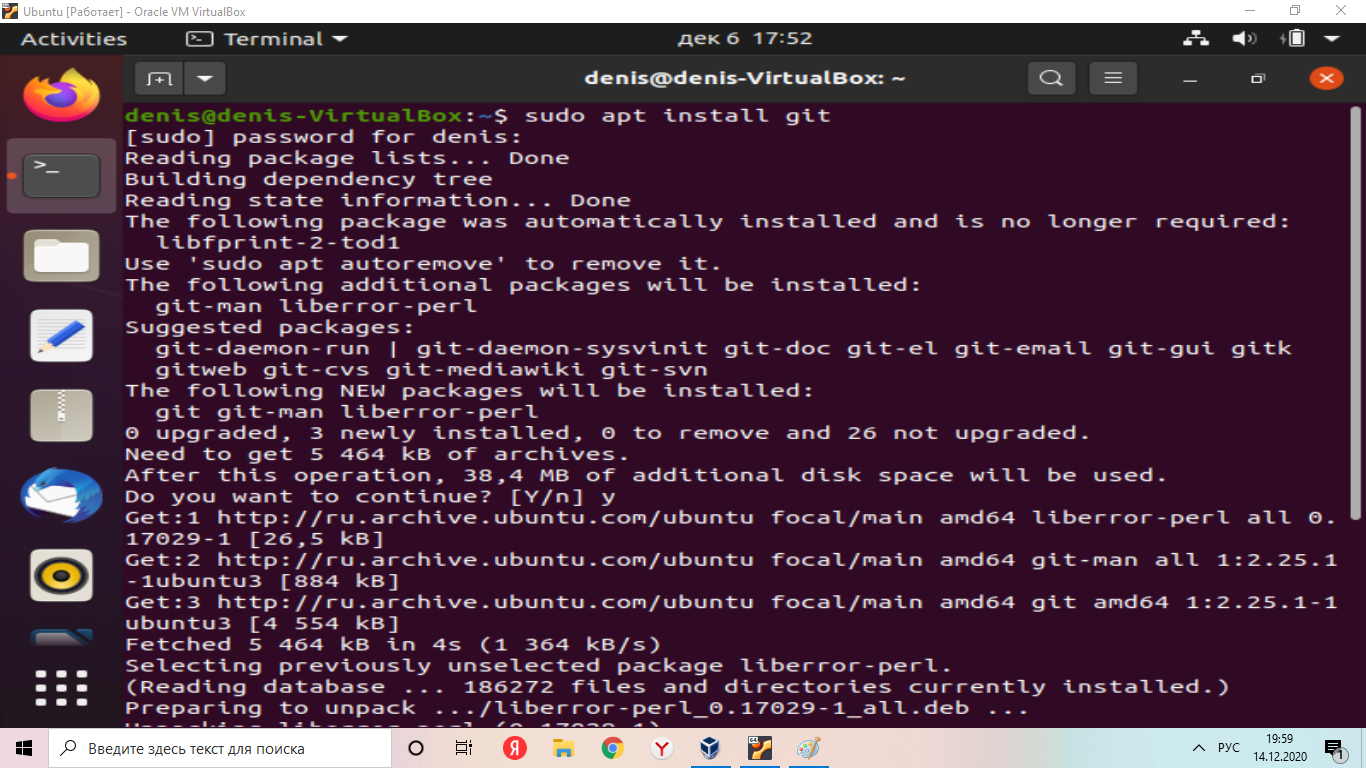 Ubuntu [Работает] - Oracle VM VirtualBox
Activities Terminal дек 6 17:52
denis@denis-VirtualBox: ~
denis@denis-VirtualBox:~$ sudo apt install git
[sudo] password for denis:
Reading package lists... Done
Building dependency tree
Reading state information... Done
The following package was automatically installed and is no longer required:
libfprint-2-tod1
Use 'sudo apt autoremove' to remove it.
The following additional packages will be installed:
git-man liberror-perl
Suggested packages:
git-daemon-run | git-daemon-sysvinit git-doc git-el git-email git-gui gitk
gitweb git-cvs git-mediawiki git-svn
The following NEW packages will be installed:
git git-man liberror-perl
0 upgraded, 3 newly installed, 0 to remove and 26 not upgraded.
Need to get 5 464 kB of archives.
After this operation, 38,4 MB of additional disk space will be used.
Do you want to continue? [Y/n] y
Get:1 http://ru.archive.ubuntu.com/ubuntu focal/main amd64 liberror-perl all 0.
17029-1 [26,5 kB]
Get:2 http://ru.archive.ubuntu.com/ubuntu focal/main amd64 git-man all 1:2.25.1
-1ubuntu3 [884 kB]
Get:3 http://ru.archive.ubuntu.com/ubuntu focal/main amd64 git amd64 1:2.25.1-1
ubuntu3 [4 554 kB]
Fetched 5 464 kB in 4s (1 364 kB/s)
Selecting previously unselected package liberror-perl.
(Reading database ... 186272 files and directories currently installed.)
Preparing to unpack .../liberror-perl_0.17029-1_all.deb ...
Unpacking liberror-perl (0.17029-1)
Введите здесь текст для поиска
РУС
19:59
14.12.2020
1